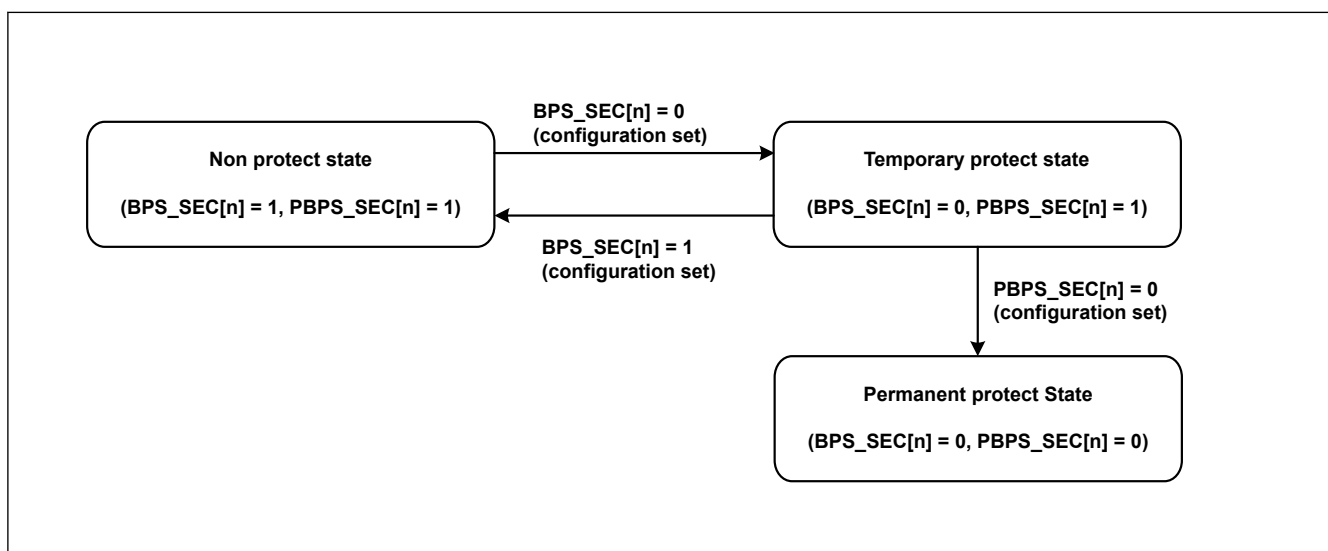 BPS_SEC[n] = 0
(configuration set)
Non protect state
(BPS_SEC[n] = 1, PBPS_SEC[n] = 1)
Temporary protect state
(BPS_SEC[n] = 0, PBPS_SEC[n] = 1)
BPS_SEC[n] = 1
(configuration set)
PBPS_SEC[n] = 0
(configuration set)
Permanent protect State
(BPS_SEC[n] = 0, PBPS_SEC[n] = 0)